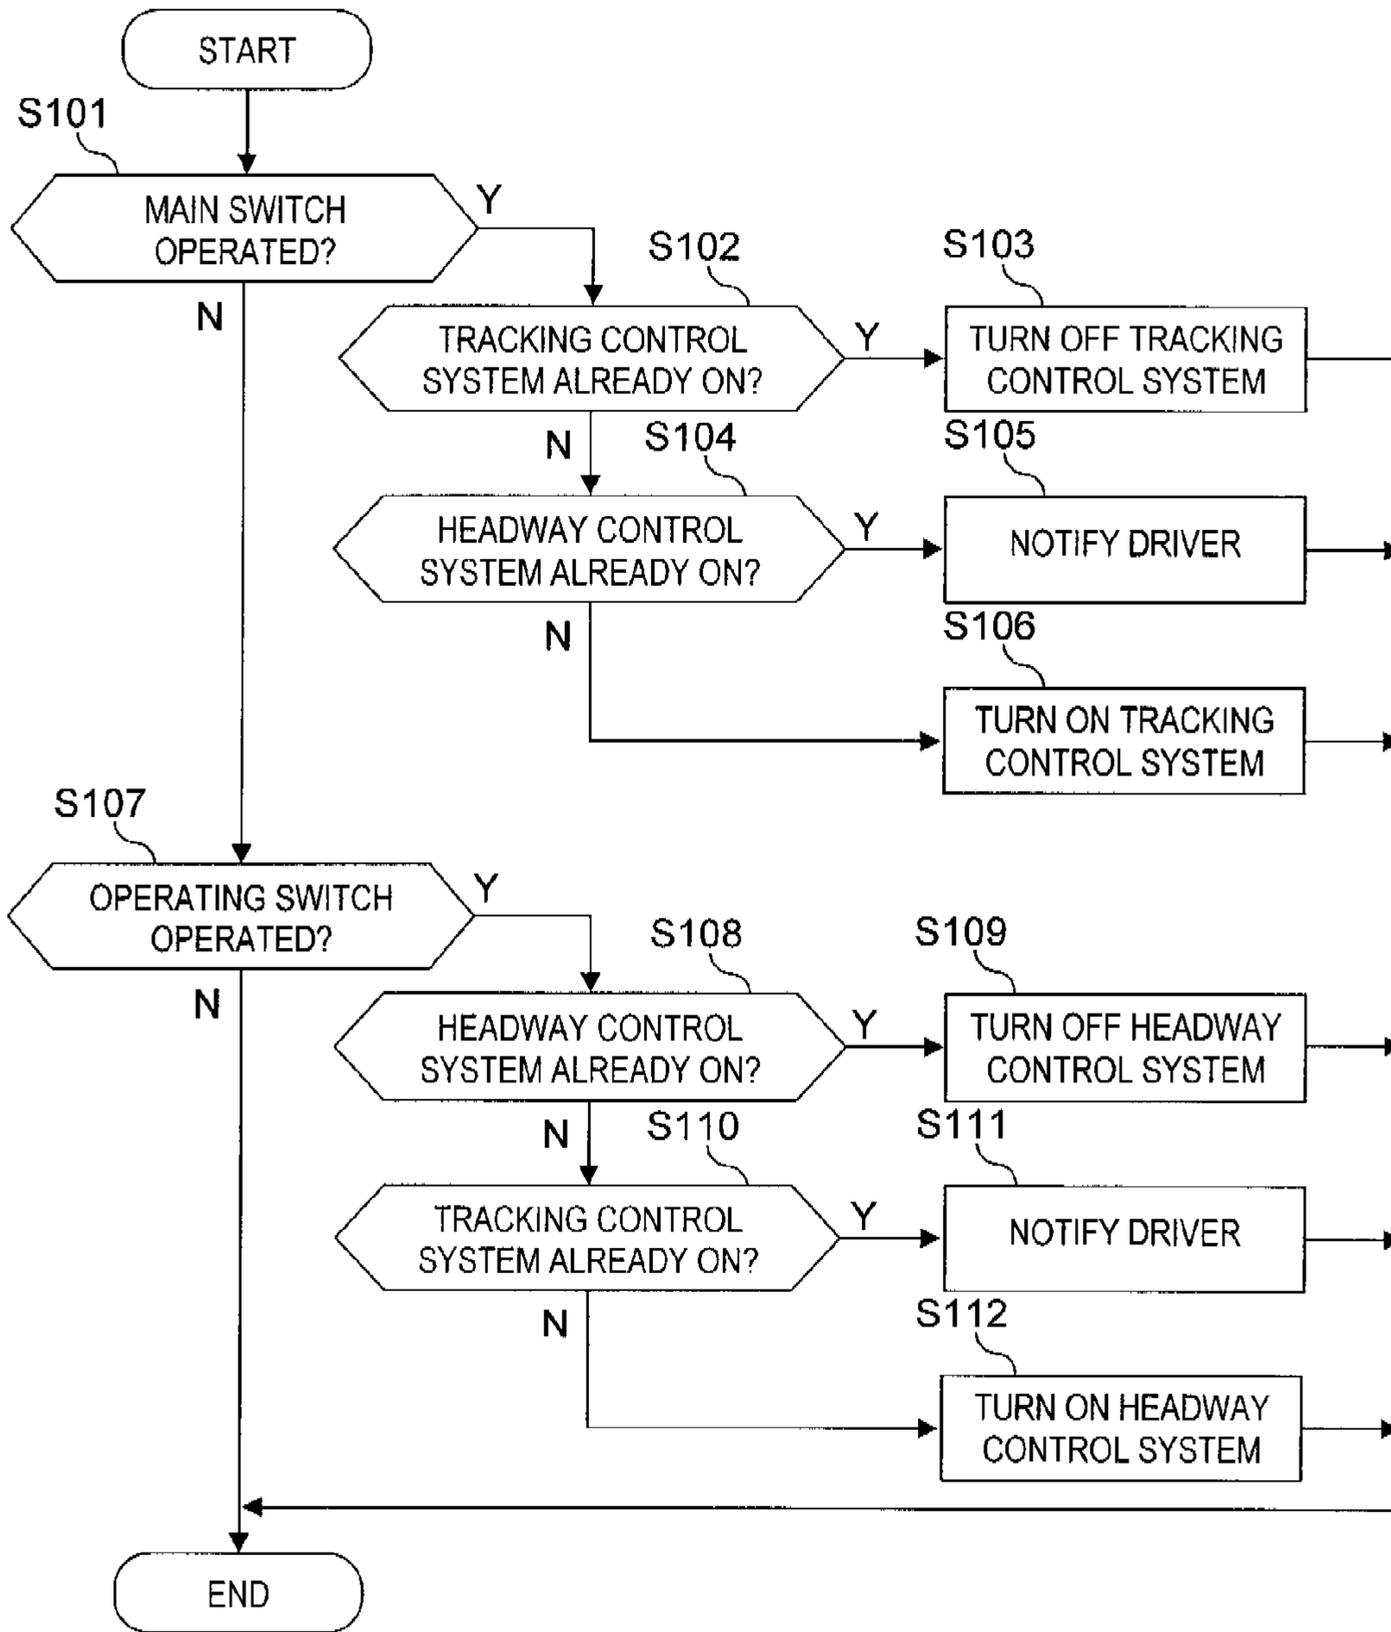 START
S101
MAIN SWITCH
OPERATED?
Y
N
S102
TRACKING CONTROL
SYSTEM ALREADY ON?
Y
N
S103
TURN OFF TRACKING
CONTROL SYSTEM
S104
HEADWAY CONTROL
SYSTEM ALREADY ON?
Y
N
S105
NOTIFY DRIVER
S106
TURN ON TRACKING
CONTROL SYSTEM
S107
OPERATING SWITCH
OPERATED?
Y
N
S108
HEADWAY CONTROL
SYSTEM ALREADY ON?
Y
N
S109
TURN OFF HEADWAY
CONTROL SYSTEM
S110
TRACKING CONTROL
SYSTEM ALREADY ON?
Y
N
S111
NOTIFY DRIVER
S112
TURN ON HEADWAY
CONTROL SYSTEM
END